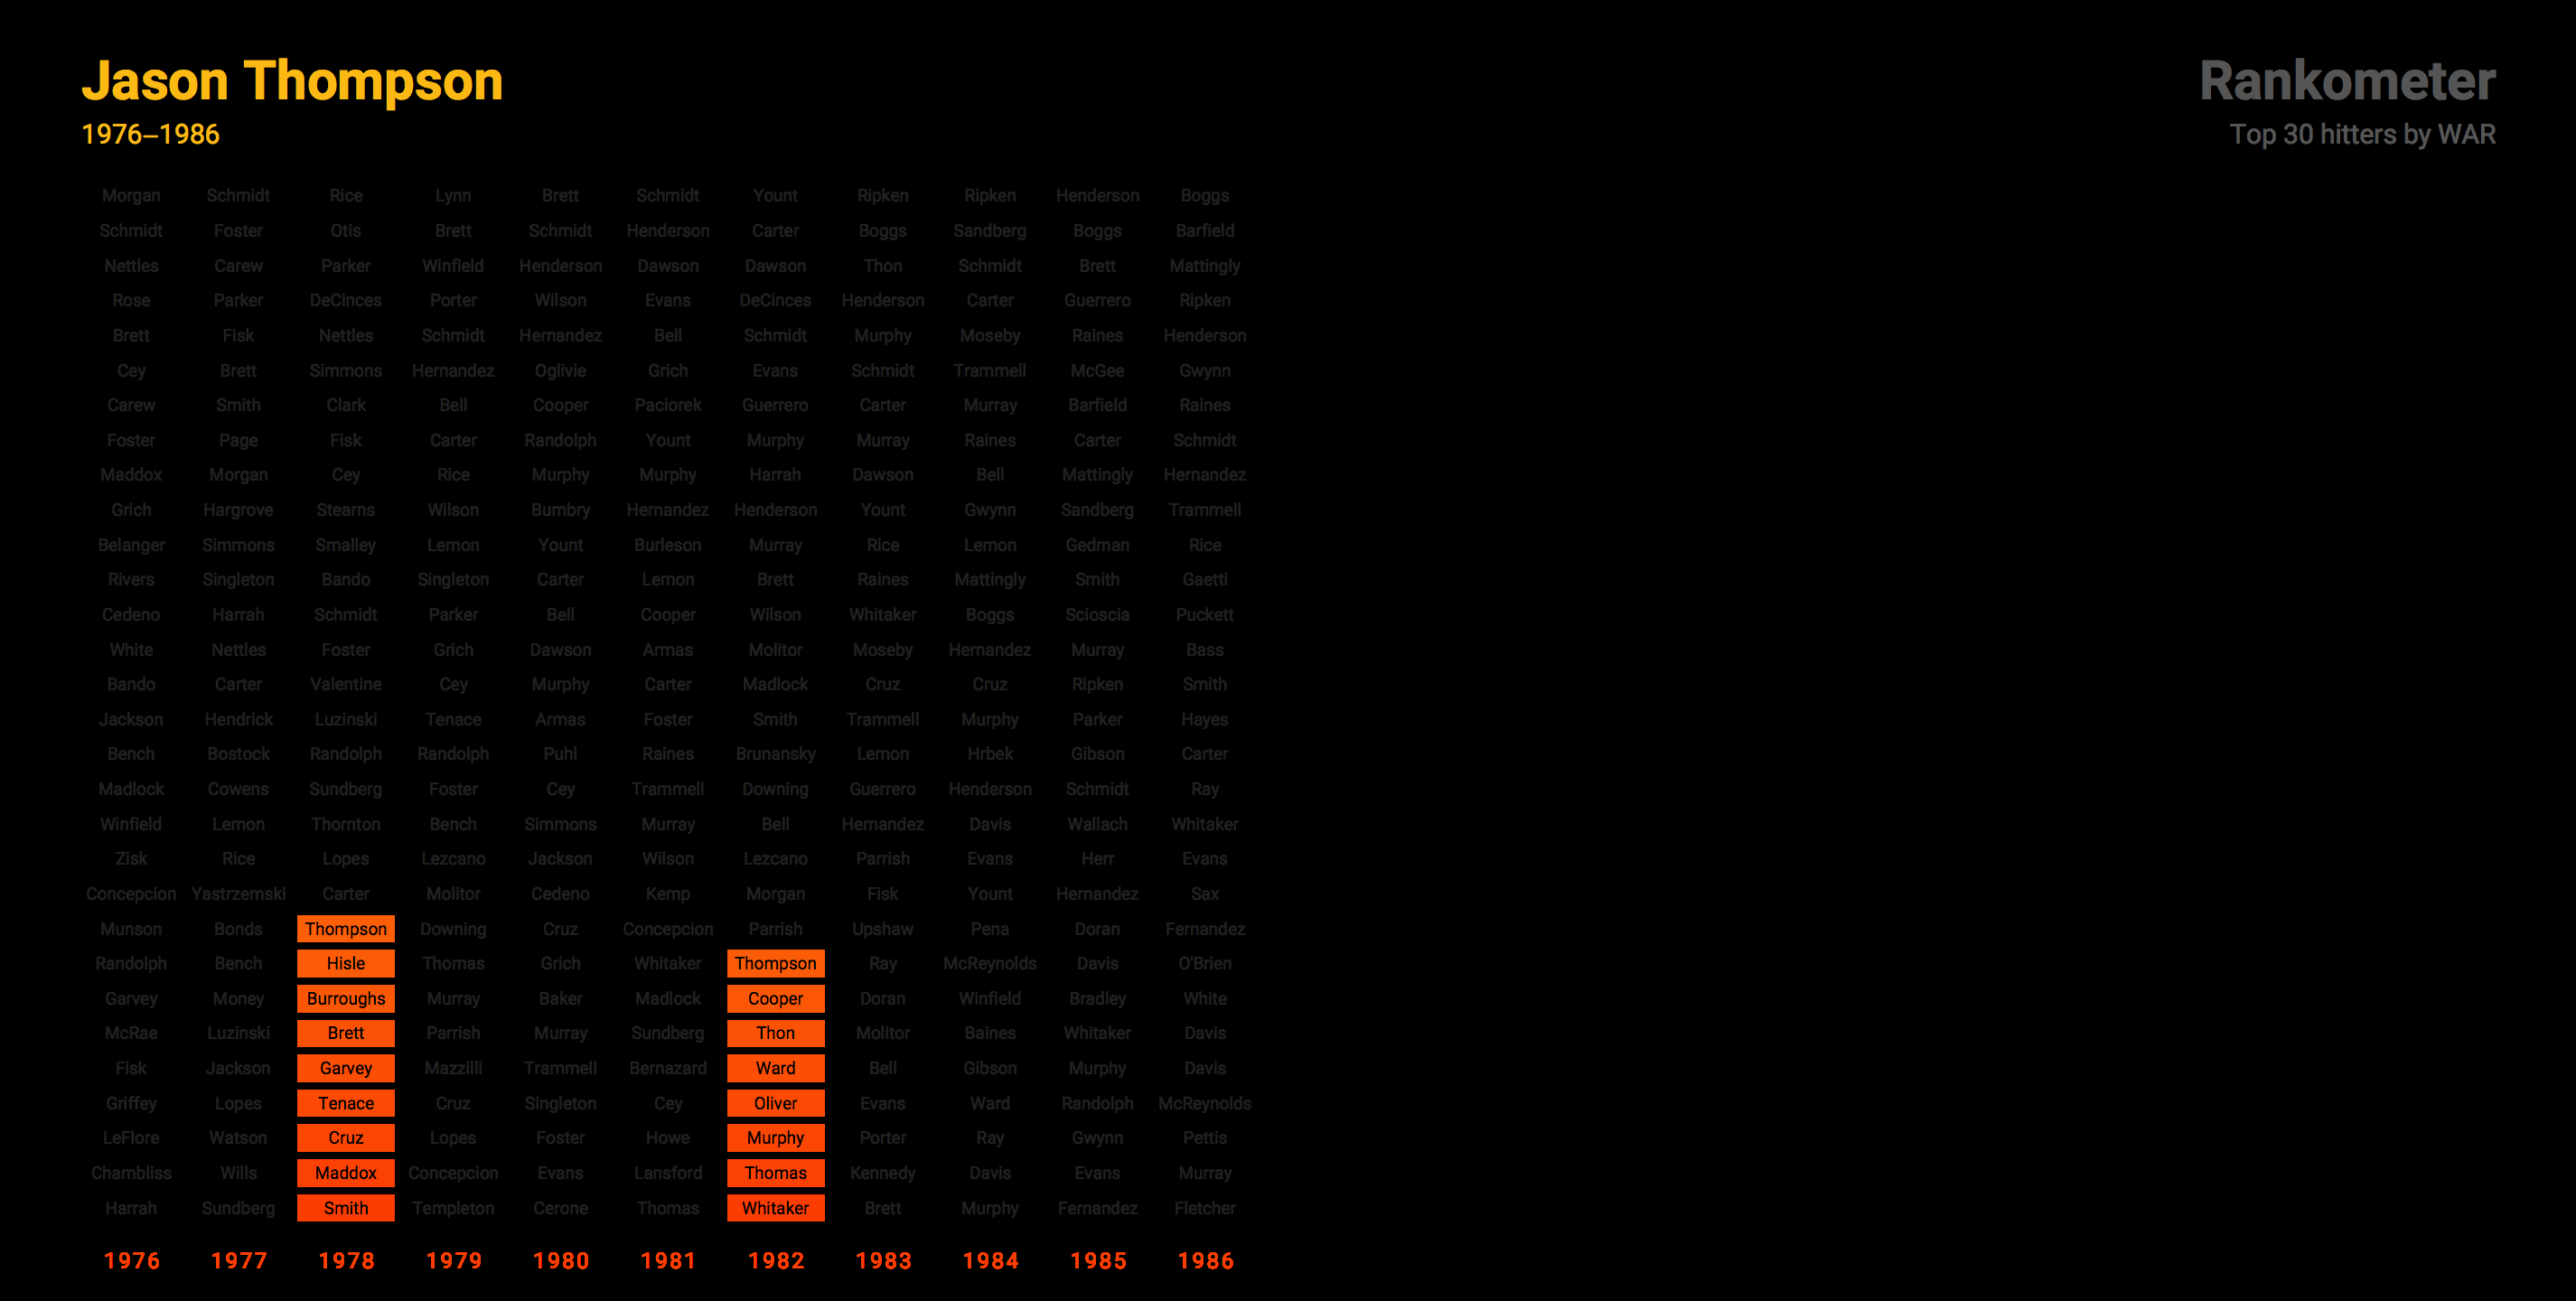 Jason Thompson Rankometer
1976–1986 Top 30 hitters by WAR
Morgan Schmidt Rice Lynn Brett Schmidt Yount Ripken Ripken Henderson Boggs
Schmidt Foster Otis Brett Schmidt Henderson Carter Boggs Sandberg Boggs Barfield
Nettles Carew Parker Winfield Henderson Dawson Dawson Thon Schmidt Brett Mattingly
Rose Parker DeCinces Porter Wilson Evans DeCinces Henderson Carter Guerrero Ripken
Brett Fisk Nettles Schmidt Hernandez Bell Schmidt Murphy Moseby Raines Henderson
Cey Brett Simmons Hernandez Oglivie Grich Evans Schmidt Trammell McGee Gwynn
Carew Smith Clark Bell Cooper Paciorek Guerrero Carter Murray Barfield Raines
Foster Page Fisk Carter Randolph Yount Murphy Murray Raines Carter Schmidt
Maddox Morgan Cey Rice Murphy Murphy Harrah Dawson Bell Mattingly Hernandez
Grich Hargrove Stearns Wilson Bumbry Hernandez Henderson Yount Gwynn Sandberg Trammell
Belanger Simmons Smalley Lemon Yount Burleson Murray Rice Lemon Gedman Rice
Rivers Singleton Bando Singleton Carter Lemon Brett Raines Mattingly Smith Gaetti
Cedeno Harrah Schmidt Parker Bell Cooper Wilson Whitaker Boggs Scioscia Puckett
White Nettles Foster Grich Dawson Armas Molitor Moseby Hernandez Murray Bass
Bando Carter Valentine Cey Murphy Carter Madlock Cruz Cruz Ripken Smith
Jackson Hendrick Luzinski Tenace Armas Foster Smith Trammell Murphy Parker Hayes
Bench Bostock Randolph Randolph Puhl Raines Brunansky Lemon Hrbek Gibson Carter
Madlock Cowens Sundberg Foster Cey Trammell Downing Guerrero Henderson Schmidt Ray
Winfield Lemon Thornton Bench Simmons Murray Bell Hernandez Davis Wallach Whitaker
Zisk Rice Lopes Lezcano Jackson Wilson Lezcano Parrish Evans Herr Evans
Concepcion Yastrzemski Carter Molitor Cedeno Kemp Morgan Fisk Yount Hernandez Sax
Munson Bonds Thompson Downing Cruz Concepcion Parrish Upshaw Pena Doran Fernandez
Randolph Bench Hisle Thomas Grich Whitaker Thompson Ray McReynolds Davis O'Brien
Garvey Money Burroughs Murray Baker Madlock Cooper Doran Winfield Bradley White
McRae Luzinski Brett Parrish Murray Sundberg Thon Molitor Baines Whitaker Davis
Fisk Jackson Garvey Mazzilli Trammell Bernazard Ward Bell Gibson Murphy Davis
Griffey Lopes Tenace Cruz Singleton Cey Oliver Evans Ward Randolph McReynolds
LeFlore Watson Cruz Lopes Foster Howe Murphy Porter Ray Gwynn Pettis
Chambliss Wills Maddox Concepcion Evans Lansford Thomas Kennedy Davis Evans Murray
Harrah Sundberg Smith Templeton Cerone Thomas Whitaker Brett Murphy Fernandez Fletcher
1976 1977 1978 1979 1980 1981 1982 1983 1984 1985 1986